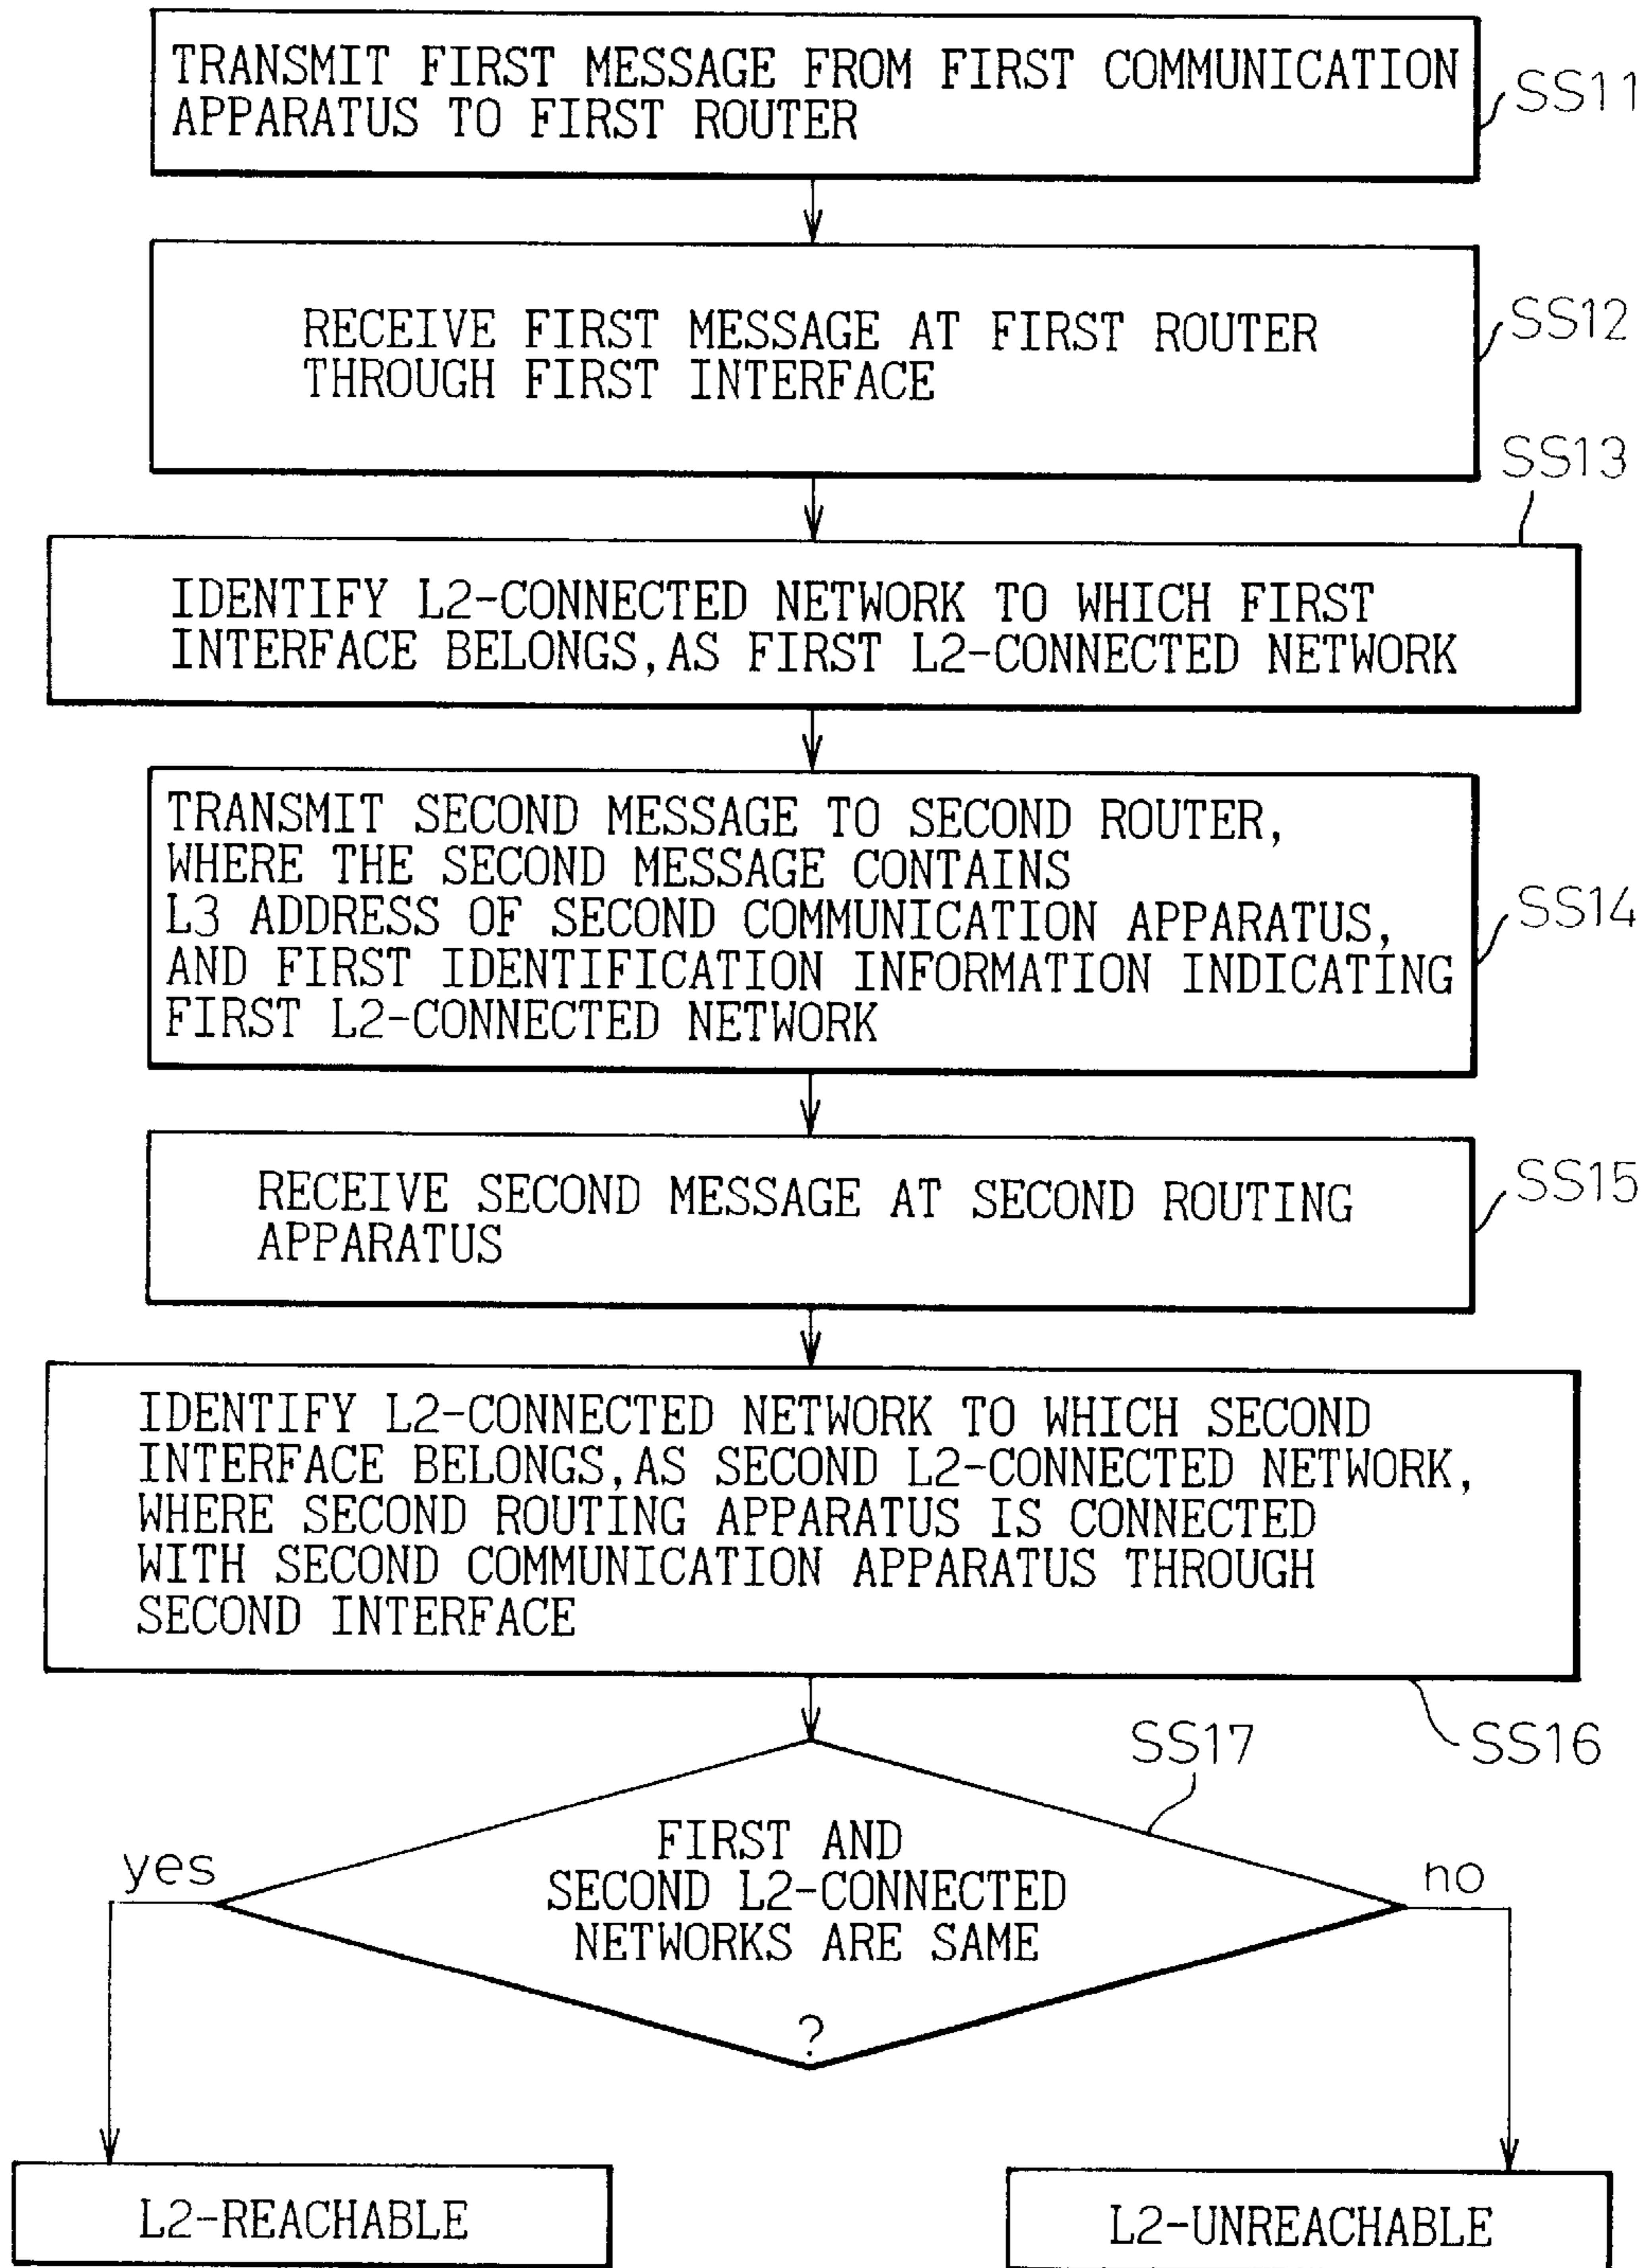 TRANSMIT FIRST MESSAGE FROM FIRST COMMUNICATION
APPARATUS TO FIRST ROUTER
SS11
RECEIVE FIRST MESSAGE AT FIRST ROUTER
THROUGH FIRST INTERFACE
SS12
SS13
IDENTIFY L2-CONNECTED NETWORK TO WHICH FIRST
INTERFACE BELONGS, AS FIRST L2-CONNECTED NETWORK
TRANSMIT SECOND MESSAGE TO SECOND ROUTER,
WHERE THE SECOND MESSAGE CONTAINS
L3 ADDRESS OF SECOND COMMUNICATION APPARATUS,
AND FIRST IDENTIFICATION INFORMATION INDICATING
FIRST L2-CONNECTED NETWORK
SS14
RECEIVE SECOND MESSAGE AT SECOND ROUTING
APPARATUS
SS15
IDENTIFY L2-CONNECTED NETWORK TO WHICH SECOND
INTERFACE BELONGS, AS SECOND L2-CONNECTED NETWORK,
WHERE SECOND ROUTING APPARATUS IS CONNECTED
WITH SECOND COMMUNICATION APPARATUS THROUGH
SECOND INTERFACE
SS16
SS17
FIRST AND
SECOND L2-CONNECTED
NETWORKS ARE SAME
?
yes
no
L2-REACHABLE
L2-UNREACHABLE